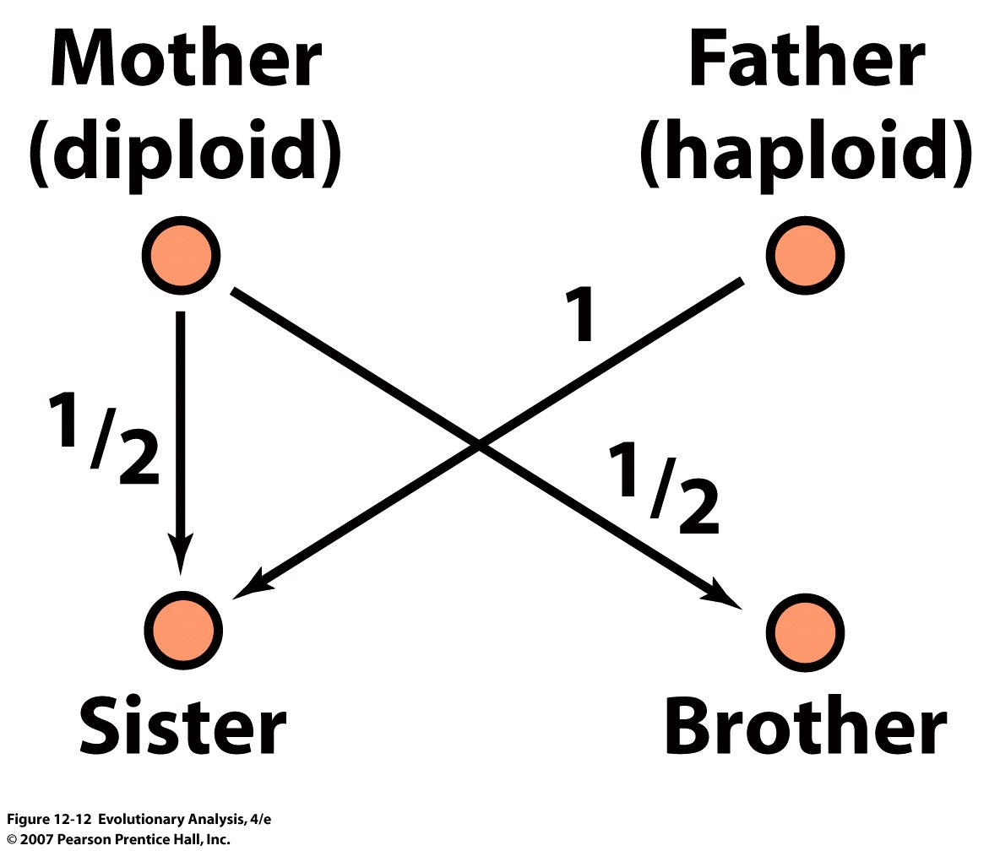 Mother
(diploid)
Father
(haploid)
1
1/2
1/2
Sister
Brother
Figure 12-12 Evolutionary Analysis, 4/e
© 2007 Pearson Prentice Hall, Inc.